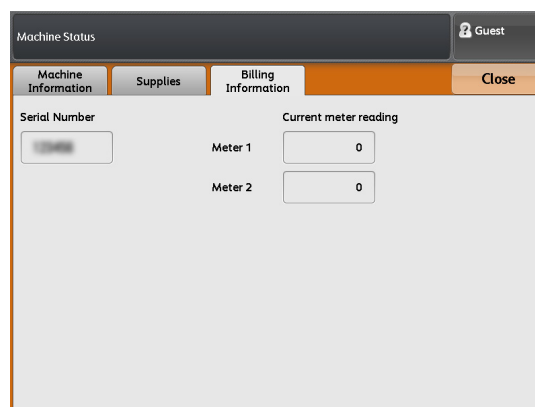 Machine Status
Guest
Machine
Information
Supplies
Billing
Information
Close
Serial Number
Current meter reading
Meter 1
0
Meter 2
0